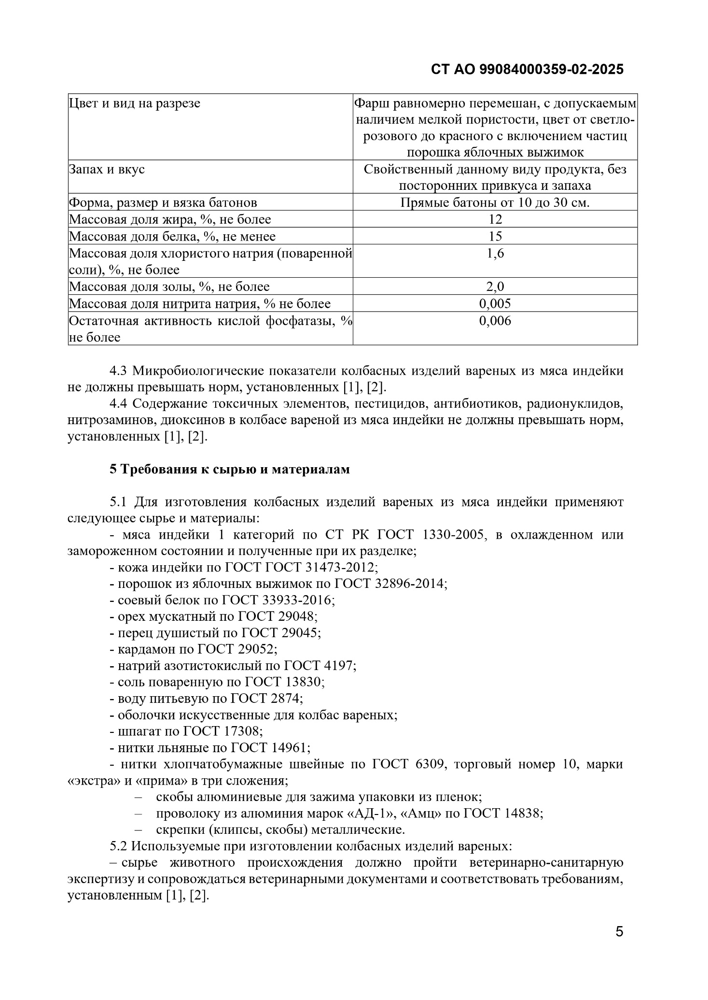 СТ АО 99084000359-02-2025
Цвет и вид на разрезе
Фарш равномерно перемешан, с допускаемым
наличием мелкой пористости, цвет от светло-
розового до красного с включением частиц
порошка яблочных выжимок
Запах и вкус
Свойственный данному виду продукта, без
посторонних привкуса и запаха
Форма, размер и вязка батонов
Прямые батоны от 10 до 30 см.
Массовая доля жира, %, не более
12
Массовая доля белка, %, не менее
15
Массовая доля хлористого натрия (поваренной
соли), %, не более
1,6
Массовая доля золы, %, не более
2,0
Массовая доля нитрита натрия, % не более
0,005
Остаточная активность кислой фосфатазы, %
не более
0,006
4.3 Микробиологические показатели колбасных изделий вареных из мяса индейки
не должны превышать норм, установленных [1], [2].
4.4 Содержание токсичных элементов, пестицидов, антибиотиков, радионуклидов,
нитрозаминов, диоксинов в колбасе вареной из мяса индейки не должны превышать норм,
установленных [1], [2].
5 Требования к сырью и материалам
5.1 Для изготовления колбасных изделий вареных из мяса индейки применяют
следующее сырье и материалы:
- мяса индейки 1 категорий по СТ РК ГОСТ 1330-2005, в охлажденном или
замороженном состоянии и полученные при их разделке;
- кожа индейки по ГОСТ ГОСТ 31473-2012;
- порошок из яблочных выжимок по ГОСТ 32896-2014;
- соевый белок по ГОСТ 33933-2016;
- орех мускатный по ГОСТ 29048;
- перец душистый по ГОСТ 29045;
- кардамон по ГОСТ 29052;
- натрий азотистокислый по ГОСТ 4197;
- соль поваренную по ГОСТ 13830;
- воду питьевую по ГОСТ 2874;
- оболочки искусственные для колбас вареных;
- шпагат по ГОСТ 17308;
- нитки льняные по ГОСТ 14961;
- нитки хлопчатобумажные швейные по ГОСТ 6309, торговый номер 10, марки
«экстра» и «прима» в три сложения;
– скобы алюминиевые для зажима упаковки из пленок;
– проволоку из алюминия марок «АД-1», «Амц» по ГОСТ 14838;
– скрепки (клипсы, скобы) металлические.
5.2 Используемые при изготовлении колбасных изделий вареных:
– сырье животного происхождения должно пройти ветеринарно-санитарную
экспертизу и сопровождаться ветеринарными документами и соответствовать требованиям,
установленным [1], [2].
5